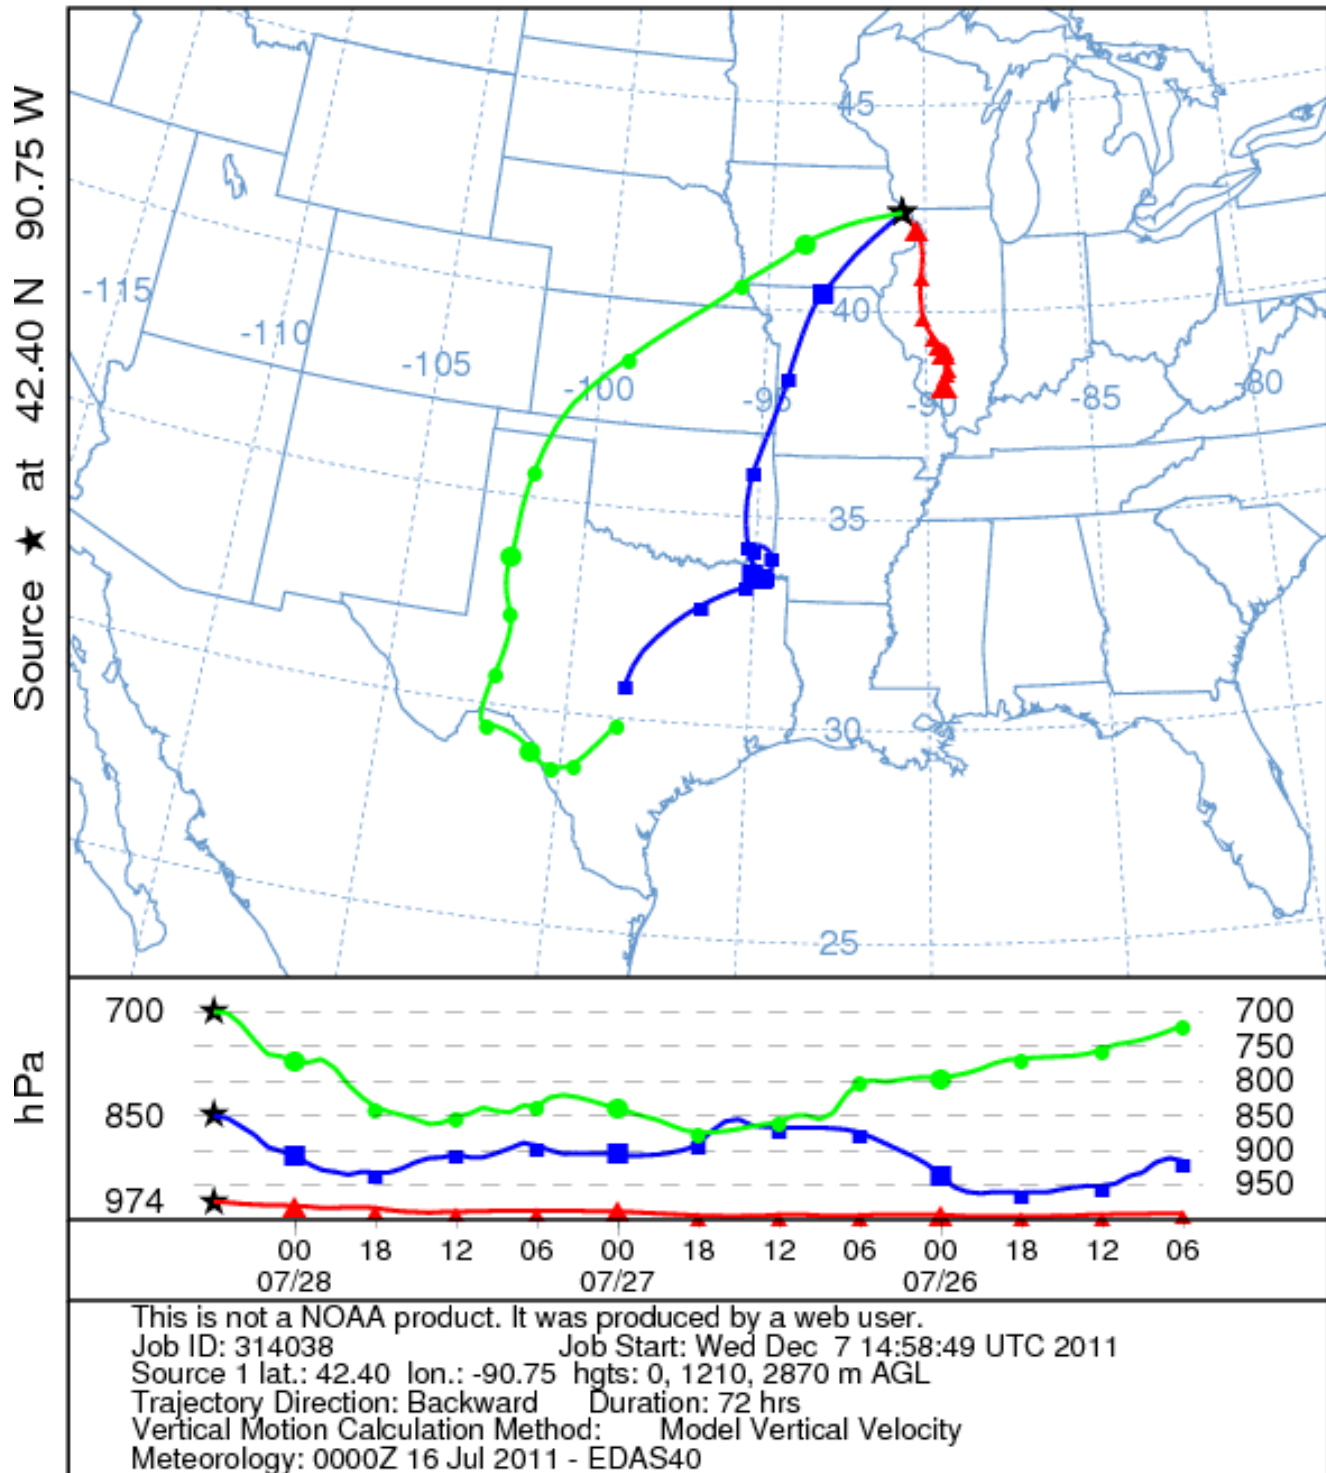 Source ★ at 42.40 N 90.75 W
45
-115
40
-110
-105
-100
-95
-90
-85
-80
35
30
25
hPa
700 700
750
800
850 850
900
950
974
00 18 12 06 00 18 12 06 00 18 12 06
07/28 07/27 07/26
This is not a NOAA product. It was produced by a web user.
Job ID: 314038 Job Start: Wed Dec 7 14:58:49 UTC 2011
Source 1 lat.: 42.40 lon.: -90.75 hgts: 0, 1210, 2870 m AGL
Trajectory Direction: Backward Duration: 72 hrs
Vertical Motion Calculation Method: Model Vertical Velocity
Meteorology: 0000Z 16 Jul 2011 - EDAS40